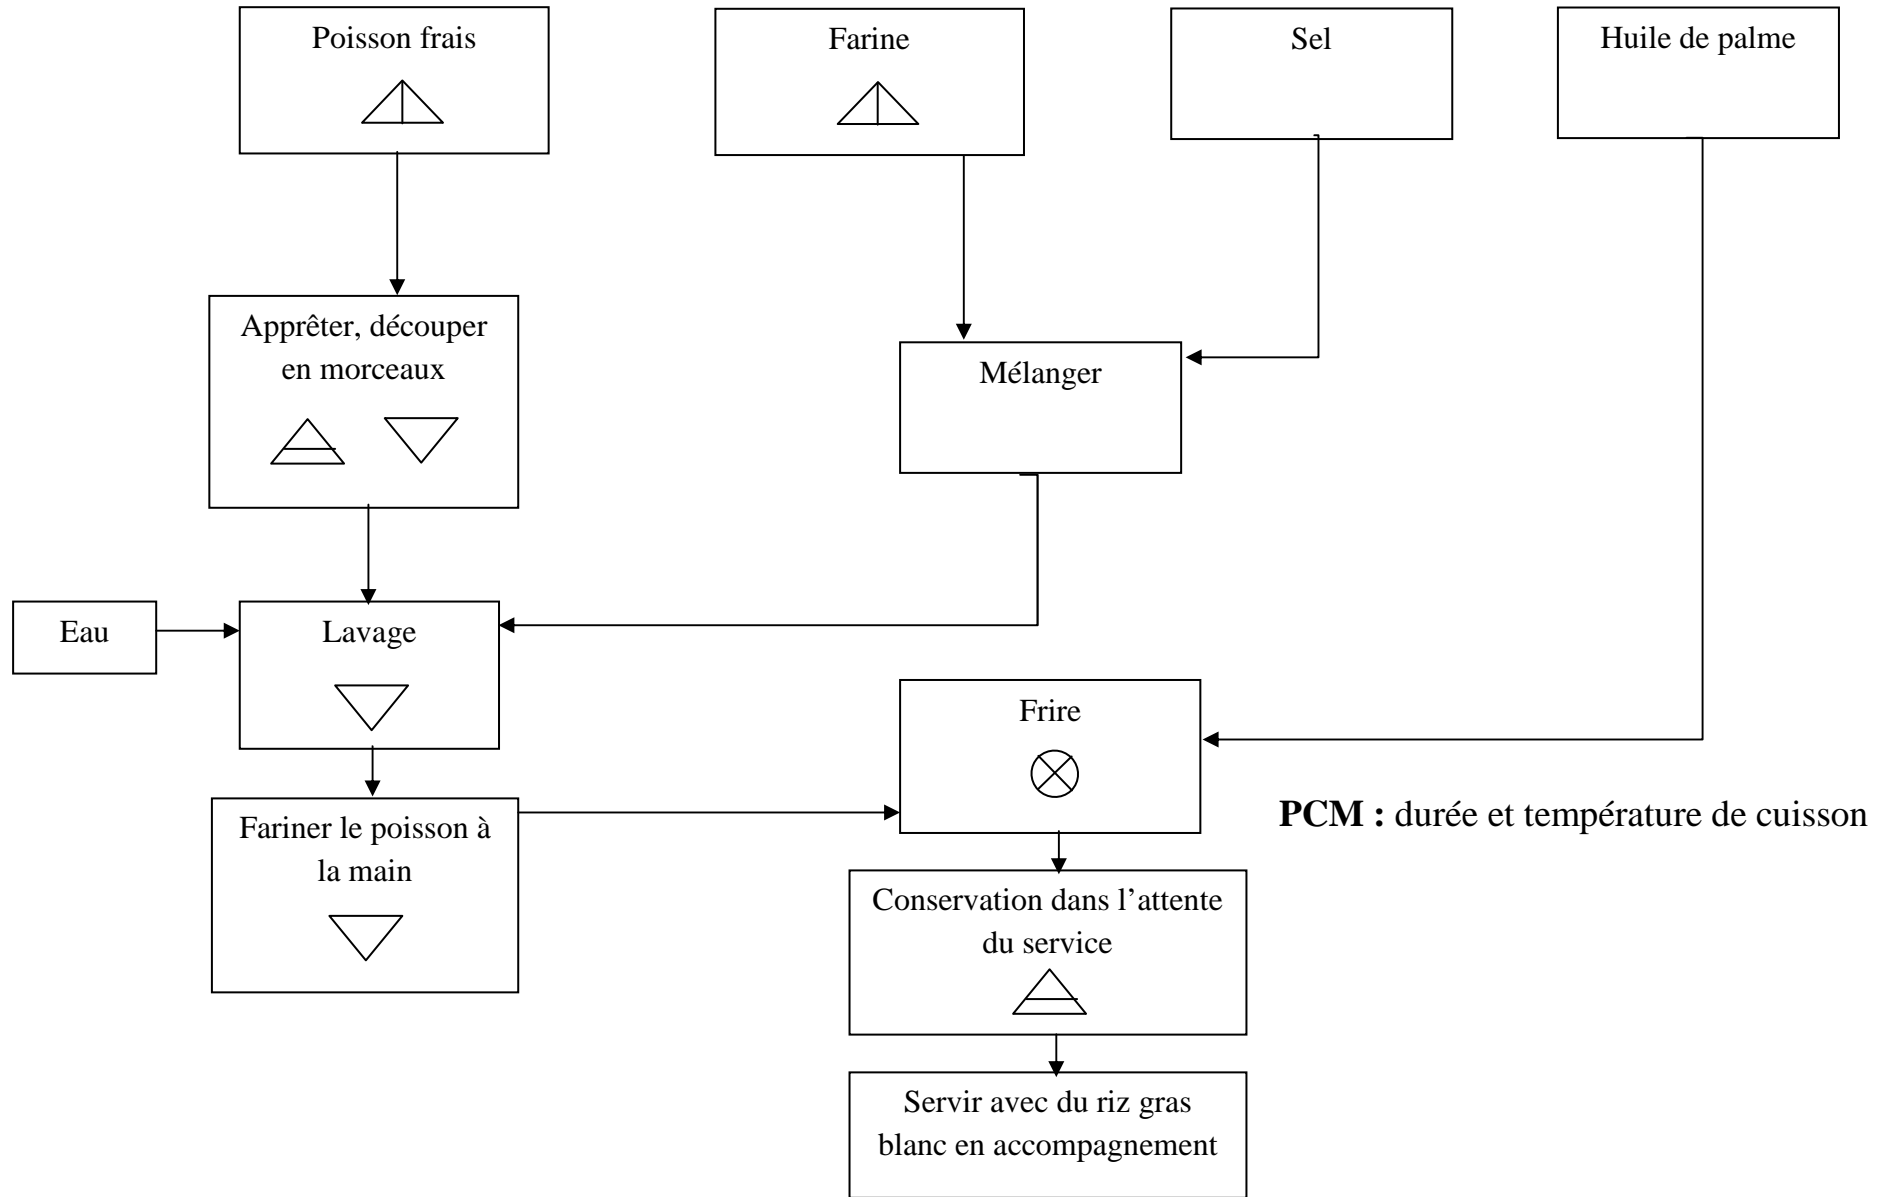 Poisson frais
Farine
Sel
Huile de palme
Apprêter, découper
en morceaux
Mélanger
Eau
Lavage
Frire
PCM : durée et température de cuisson
Fariner le poisson à
la main
Conservation dans l’attente
du service
Servir avec du riz gras
blanc en accompagnement